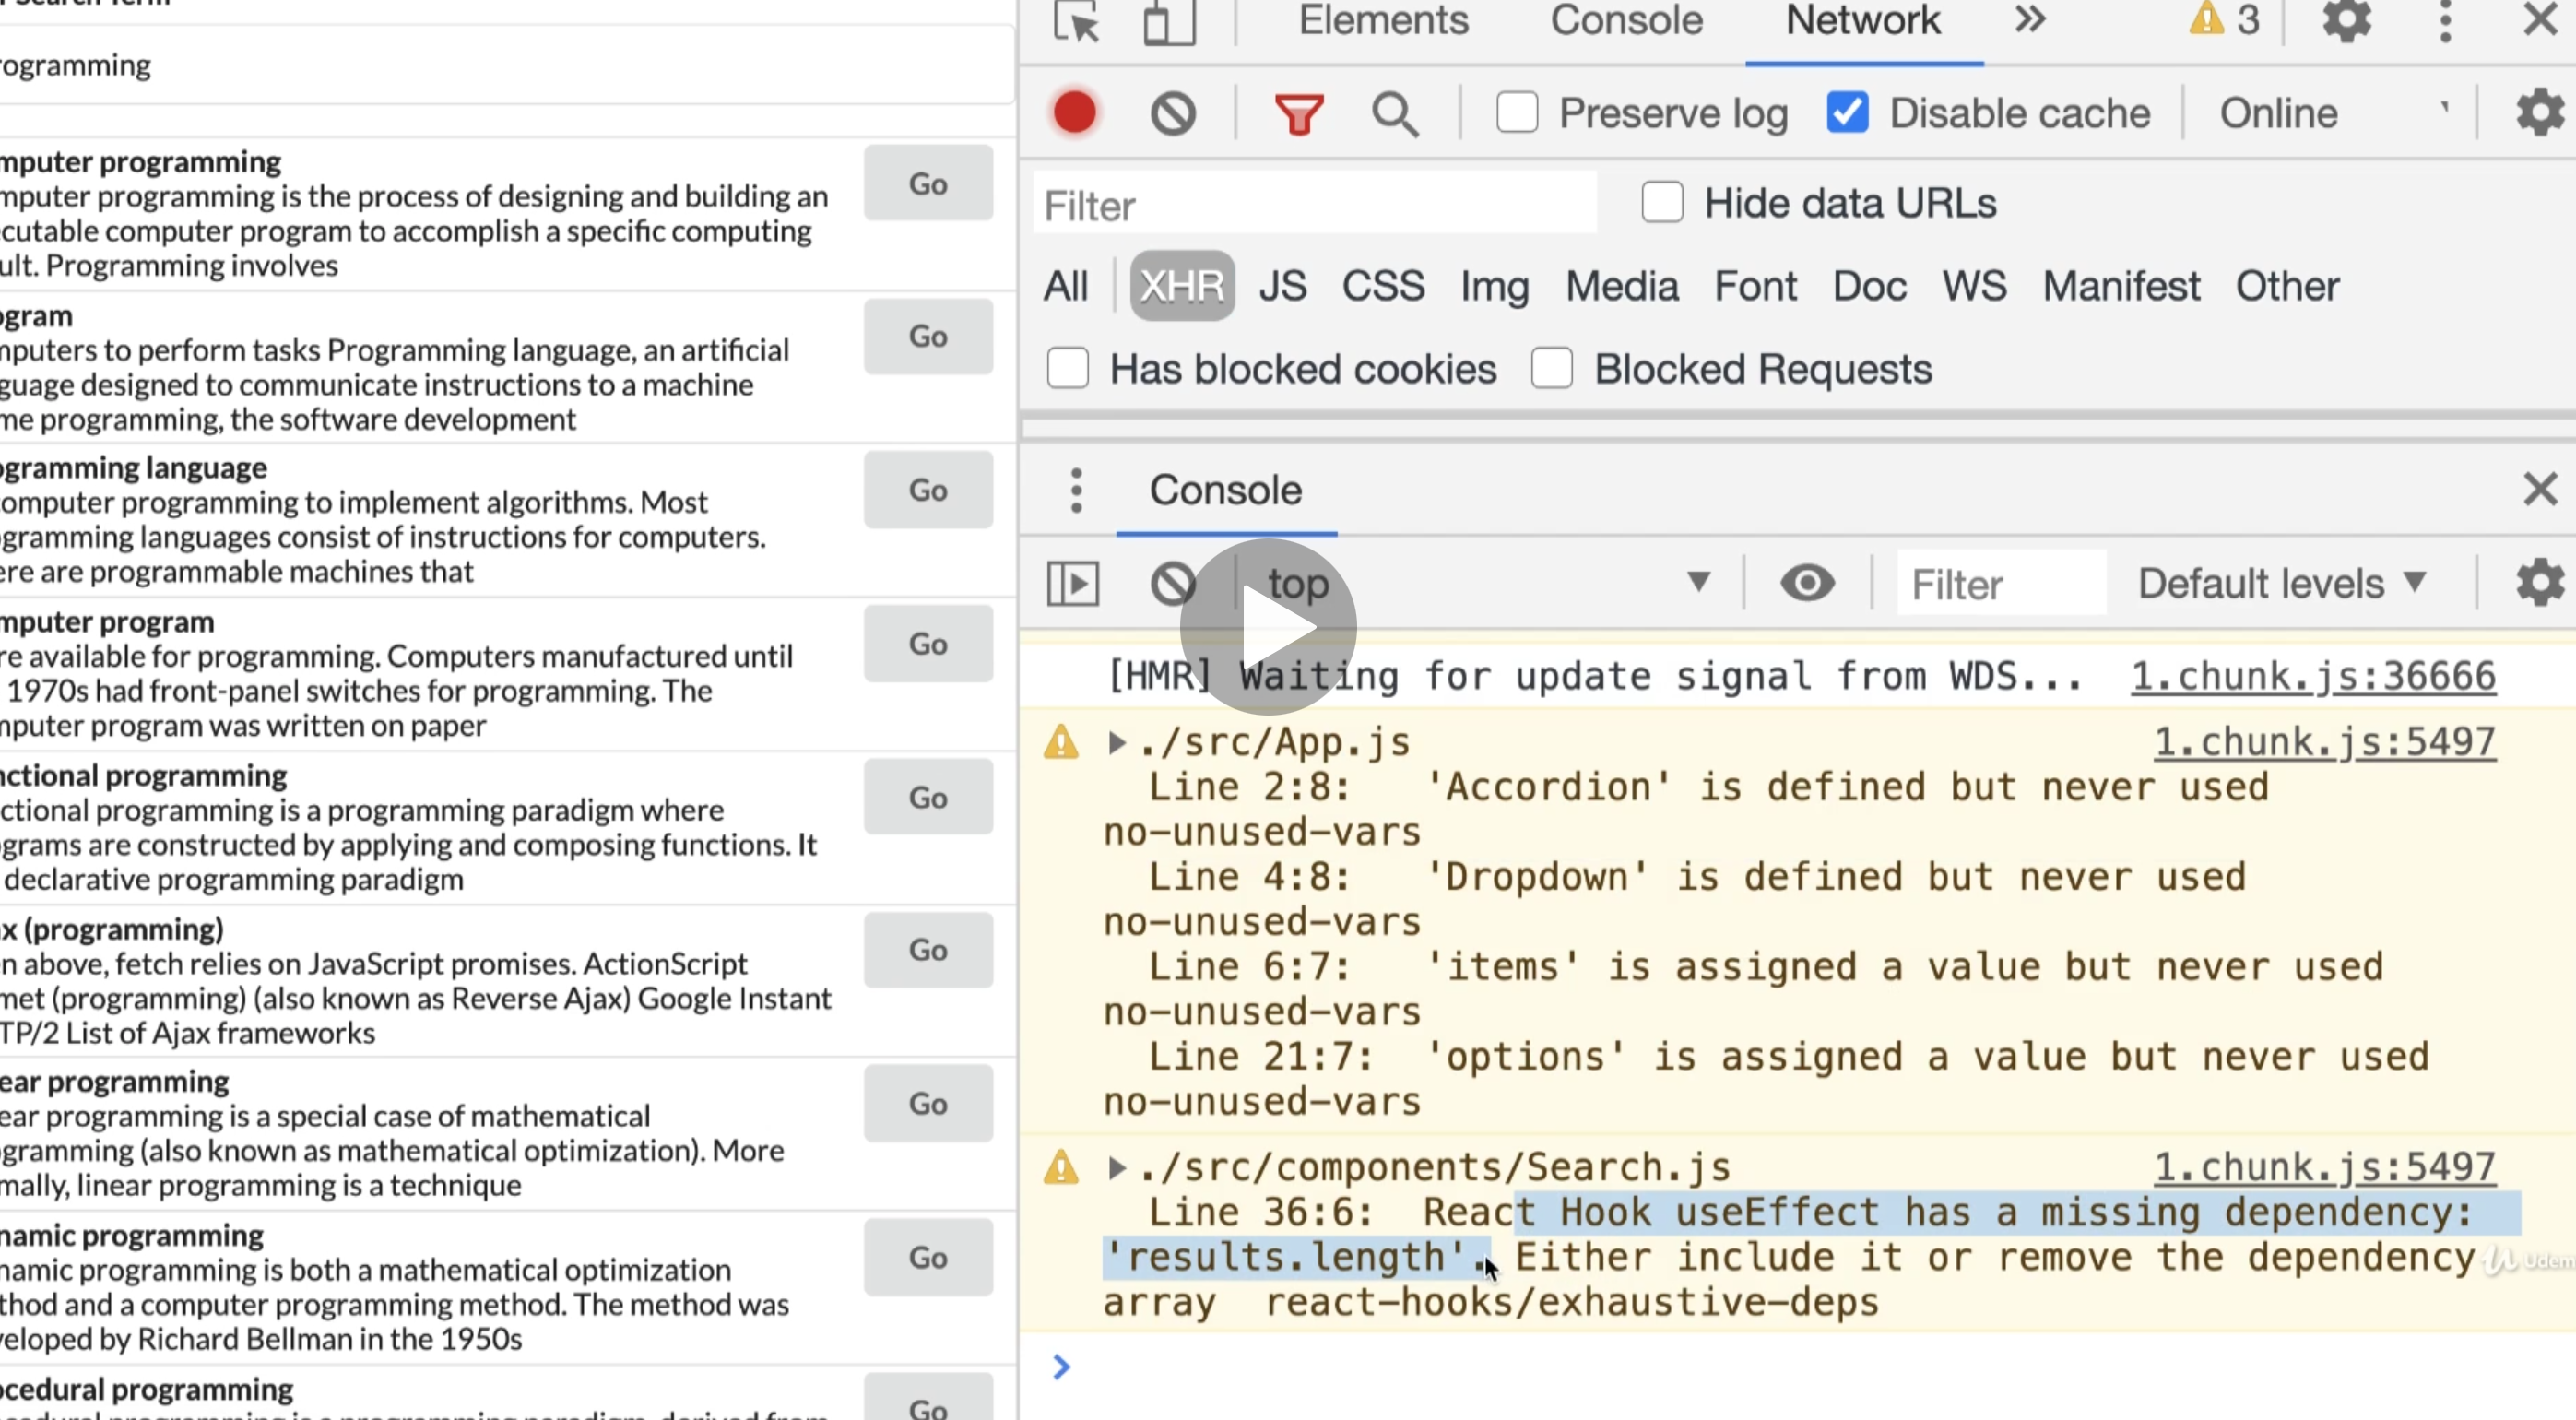 Search Term
rogramming
mputer programming
mputer programming is the process of designing and building an
cutable computer program to accomplish a specific computing
ult. Programming involves
Go
ogram
mputers to perform tasks Programming language, an artificial
guage designed to communicate instructions to a machine
me programming, the software development
Go
ogramming language
computer programming to implement algorithms. Most
gramming languages consist of instructions for computers.
ere are programmable machines that
Go
mputer program
re available for programming. Computers manufactured until
1970s had front-panel switches for programming. The
mputer program was written on paper
Go
nctional programming
ctional programming is a programming paradigm where
grams are constructed by applying and composing functions. It
declarative programming paradigm
Go
x (programming)
n above, fetch relies on JavaScript promises. ActionScript
met (programming) (also known as Reverse Ajax) Google Instant
TP/2 List of Ajax frameworks
Go
ear programming
ear programming is a special case of mathematical
gramming (also known as mathematical optimization). More
mally, linear programming is a technique
Go
namic programming
namic programming is both a mathematical optimization
thod and a computer programming method. The method was
veloped by Richard Bellman in the 1950s
Go
ocedural programming
Go
Elements Console Network 3
Preserve log Disable cache Online
Filter Hide data URLs
All XHR JS CSS Img Media Font Doc WS Manifest Other
Has blocked cookies Blocked Requests
Console
top Filter Default levels
[HMR] Waiting for update signal from WDS... 1.chunk.js:36666
./src/App.js 1.chunk.js:5497
Line 2:8: 'Accordion' is defined but never used
no-unused-vars
Line 4:8: 'Dropdown' is defined but never used
no-unused-vars
Line 6:7: 'items' is assigned a value but never used
no-unused-vars
Line 21:7: 'options' is assigned a value but never used
no-unused-vars
./src/components/Search.js 1.chunk.js:5497
Line 36:6: React Hook useEffect has a missing dependency:
'results.length'. Either include it or remove the dependency
array react-hooks/exhaustive-deps
Udem